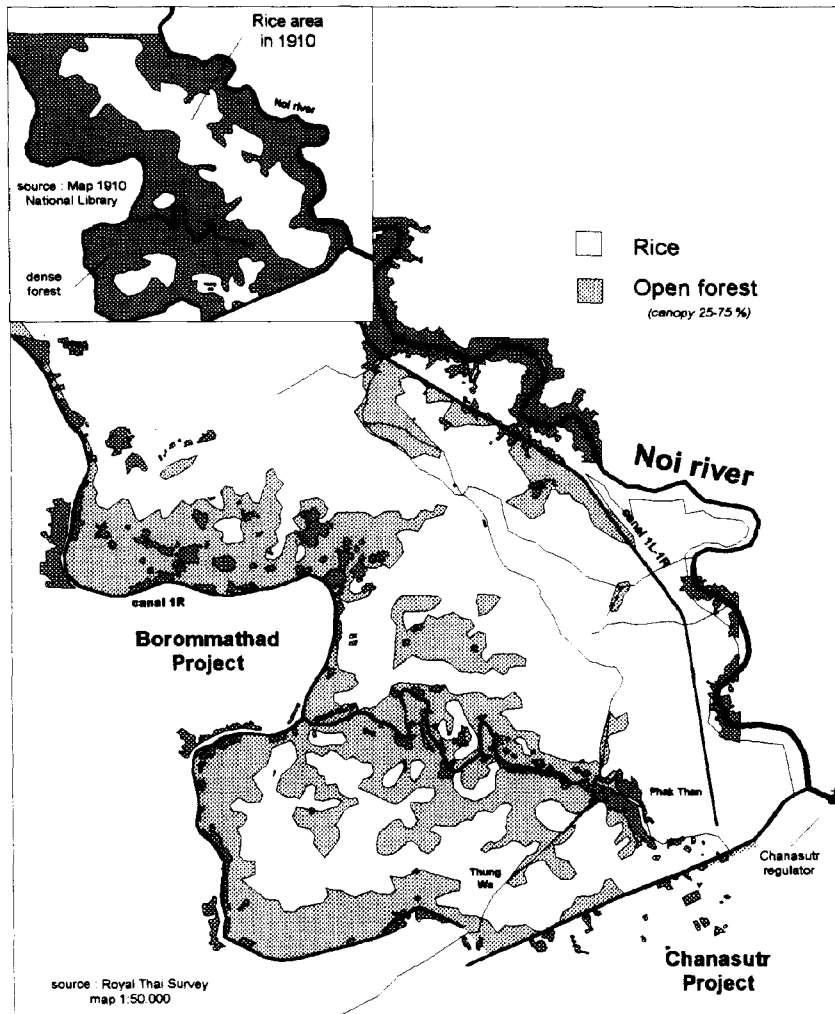 Rice area
in 1910
Noi river
source : Map 1910
National Library
dense
forest
Rice
Open forest
(canopy 25-75 %)
Noi river
canal 1L-1R
canal 1R
Borommathad
Project
Phak Than
Thung
Wa
Chanasutr
regulator
Chanasutr
Project
source : Royal Thai Survey
map 1:50.000